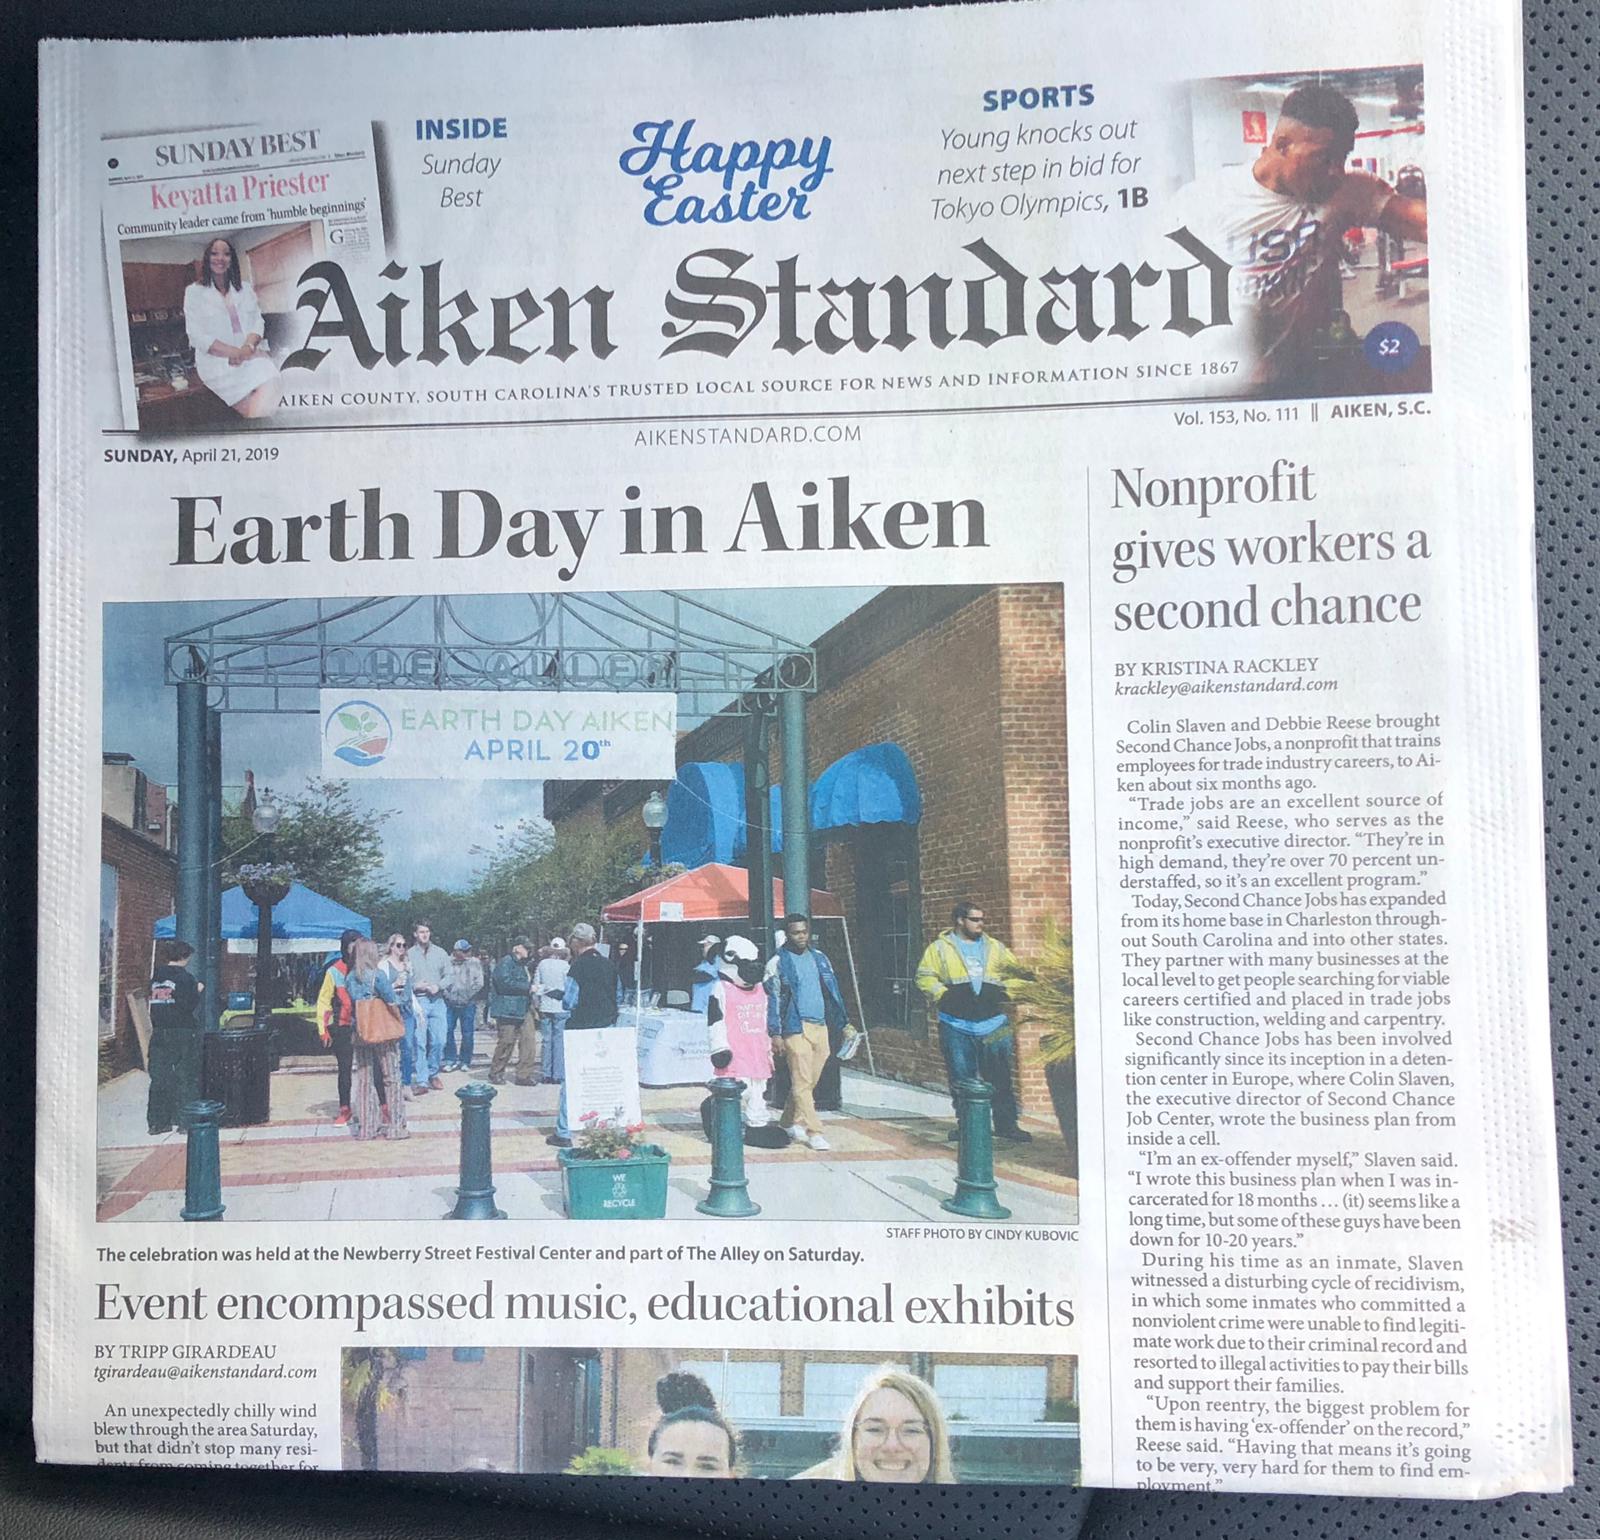 SUNDAY BEST
Keyatta Priester
Community leader came from 'humble beginnings'
G
INSIDE
Sunday
Best
Happy
Easter
SPORTS
Young knocks out
next step in bid for
Tokyo Olympics, 1B
$2
Aiken Standard
AIKEN COUNTY, SOUTH CAROLINA'S TRUSTED LOCAL SOURCE FOR NEWS AND INFORMATION SINCE 1867
SUNDAY, April 21, 2019
AIKENSTANDARD.COM
Vol. 153, No. 111 || AIKEN, S.C.
Earth Day in Aiken
THE ALLEY
EARTH DAY AIKEN
APRIL 20th
WE
RECYCLE
STAFF PHOTO BY CINDY KUBOVIC
The celebration was held at the Newberry Street Festival Center and part of The Alley on Saturday.
Event encompassed music, educational exhibits
BY TRIPP GIRARDEAU
tgirardeau@aikenstandard.com
An unexpectedly chilly wind
blew through the area Saturday,
but that didn't stop many resi-
dents from coming together for
Nonprofit
gives workers a
second chance
BY KRISTINA RACKLEY
krackley@aikenstandard.com
Colin Slaven and Debbie Reese brought
Second Chance Jobs, a nonprofit that trains
employees for trade industry careers, to Ai-
ken about six months ago.
"Trade jobs are an excellent source of
income," said Reese, who serves as the
nonprofit's executive director. "They're in
high demand, they're over 70 percent un-
derstaffed, so it's an excellent program."
Today, Second Chance Jobs has expanded
from its home base in Charleston through-
out South Carolina and into other states.
They partner with many businesses at the
local level to get people searching for viable
careers certified and placed in trade jobs
like construction, welding and carpentry.
Second Chance Jobs has been involved
significantly since its inception in a deten-
tion center in Europe, where Colin Slaven,
the executive director of Second Chance
Job Center, wrote the business plan from
inside a cell.
"I'm an ex-offender myself," Slaven said.
"I wrote this business plan when I was in-
carcerated for 18 months ... (it) seems like a
long time, but some of these guys have been
down for 10-20 years."
During his time as an inmate, Slaven
witnessed a disturbing cycle of recidivism,
in which some inmates who committed a
nonviolent crime were unable to find legiti-
mate work due to their criminal record and
resorted to illegal activities to pay their bills
and support their families.
"Upon reentry, the biggest problem for
them is having 'ex-offender' on the record,"
Reese said. "Having that means it's going
to be very, very hard for them to find em-
ployment."